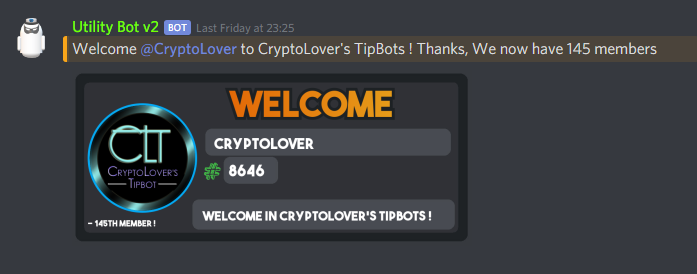 Utility Bot v2 BOT Last Friday at 23:25
Welcome @CryptoLover to CryptoLover's TipBots ! Thanks, We now have 145 members
WELCOME
CRYPTOLOVER
# 8646
CLT
CRYPTOLOVER'S
TIPBOT
WELCOME IN CRYPTOLOVER'S TIPBOTS !
~ 145TH MEMBER !